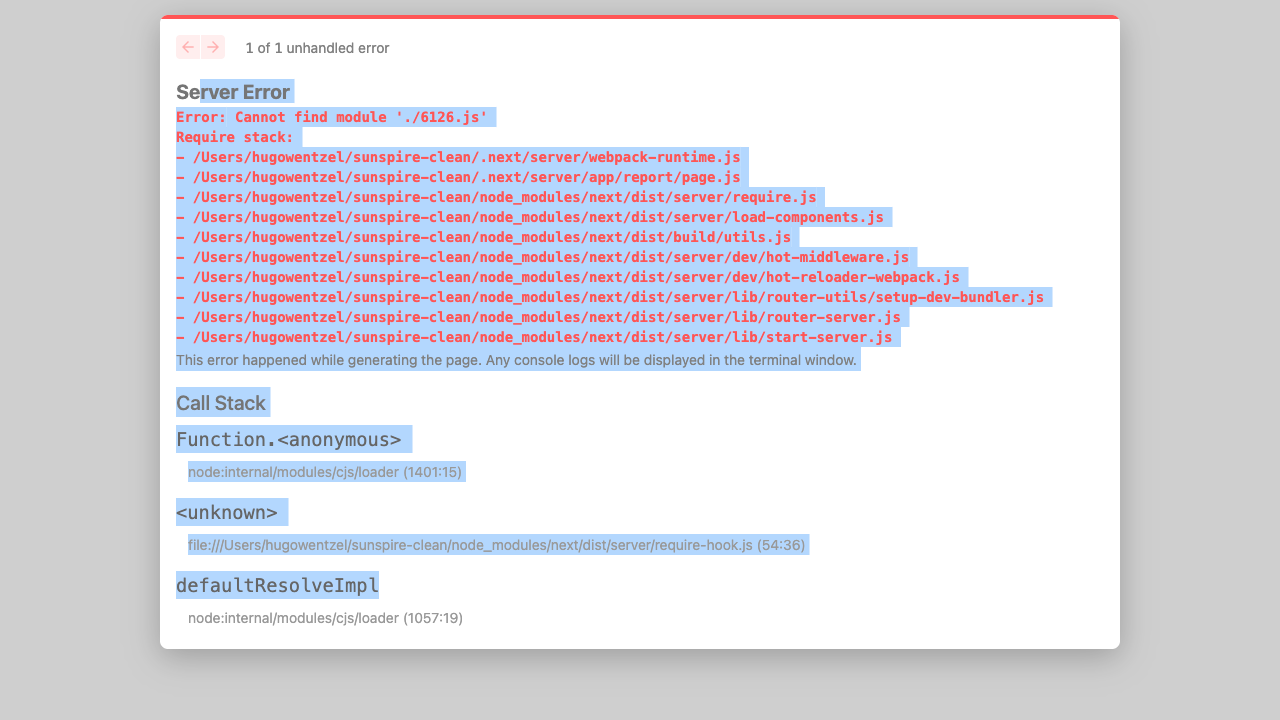 1 of 1 unhandled error
Server Error
Error: Cannot find module './6126.js'
Require stack:
- /Users/hugowentzel/sunspire-clean/.next/server/webpack-runtime.js
- /Users/hugowentzel/sunspire-clean/.next/server/app/report/page.js
- /Users/hugowentzel/sunspire-clean/node_modules/next/dist/server/require.js
- /Users/hugowentzel/sunspire-clean/node_modules/next/dist/server/load-components.js
- /Users/hugowentzel/sunspire-clean/node_modules/next/dist/build/utils.js
- /Users/hugowentzel/sunspire-clean/node_modules/next/dist/server/dev/hot-middleware.js
- /Users/hugowentzel/sunspire-clean/node_modules/next/dist/server/dev/hot-reloader-webpack.js
- /Users/hugowentzel/sunspire-clean/node_modules/next/dist/server/lib/router-utils/setup-dev-bundler.js
- /Users/hugowentzel/sunspire-clean/node_modules/next/dist/server/lib/router-server.js
- /Users/hugowentzel/sunspire-clean/node_modules/next/dist/server/lib/start-server.js
This error happened while generating the page. Any console logs will be displayed in the terminal window.
Call Stack
Function.<anonymous>
node:internal/modules/cjs/loader (1401:15)
<unknown>
file:///Users/hugowentzel/sunspire-clean/node_modules/next/dist/server/require-hook.js (54:36)
defaultResolveImpl
node:internal/modules/cjs/loader (1057:19)